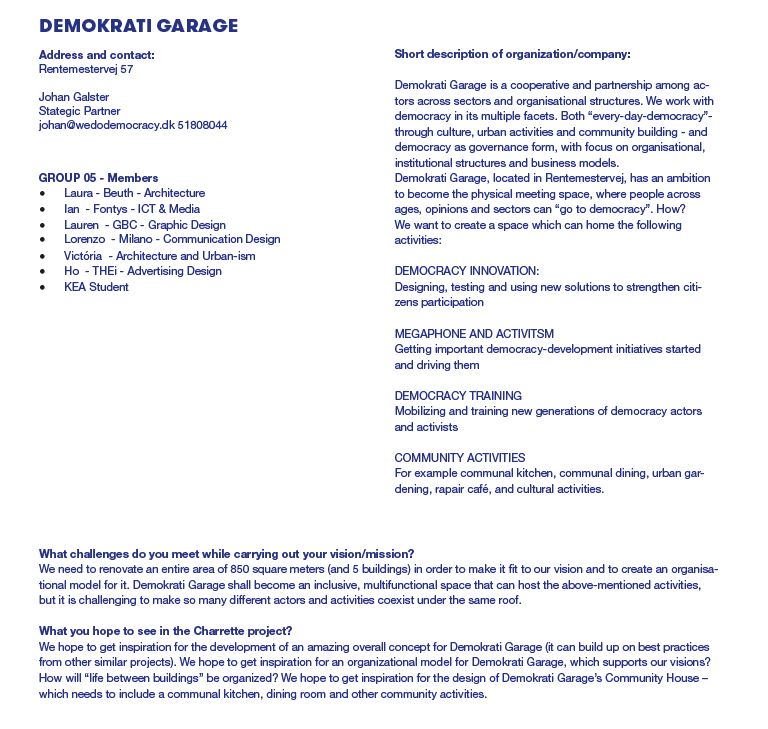 DEMOKRATI GARAGE
Address and contact:
Rentemestervej 57
Johan Galster
Stategic Partner
johan@wedodemocracy.dk 51808044
GROUP 05 - Members
• Laura - Beuth - Architecture
• Ian - Fontys - ICT & Media
• Lauren - GBC - Graphic Design
• Lorenzo - Milano - Communication Design
• Victória - Architecture and Urban-ism
• Ho - THEi - Advertising Design
• KEA Student
Short description of organization/company:
Demokrati Garage is a cooperative and partnership among ac-
tors across sectors and organisational structures. We work with
democracy in its multiple facets. Both “every-day-democracy”-
through culture, urban activities and community building - and
democracy as governance form, with focus on organisational,
institutional structures and business models.
Demokrati Garage, located in Rentemestervej, has an ambition
to become the physical meeting space, where people across
ages, opinions and sectors can “go to democracy”. How?
We want to create a space which can home the following
activities:
DEMOCRACY INNOVATION:
Designing, testing and using new solutions to strengthen citi-
zens participation
MEGAPHONE AND ACTIVITSM
Getting important democracy-development initiatives started
and driving them
DEMOCRACY TRAINING
Mobilizing and training new generations of democracy actors
and activists
COMMUNITY ACTIVITIES
For example communal kitchen, communal dining, urban gar-
dening, rapair café, and cultural activities.
What challenges do you meet while carrying out your vision/mission?
We need to renovate an entire area of 850 square meters (and 5 buildings) in order to make it fit to our vision and to create an organisa-
tional model for it. Demokrati Garage shall become an inclusive, multifunctional space that can host the above-mentioned activities,
but it is challenging to make so many different actors and activities coexist under the same roof.
What you hope to see in the Charrette project?
We hope to get inspiration for the development of an amazing overall concept for Demokrati Garage (it can build up on best practices
from other similar projects). We hope to get inspiration for an organizational model for Demokrati Garage, which supports our visions?
How will “life between buildings” be organized? We hope to get inspiration for the design of Demokrati Garage’s Community House –
which needs to include a communal kitchen, dining room and other community activities.